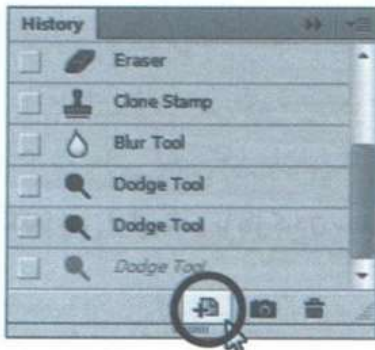 History
Eraser
Clone Stamp
Blur Tool
Dodge Tool
Dodge Tool
Dodge Tool